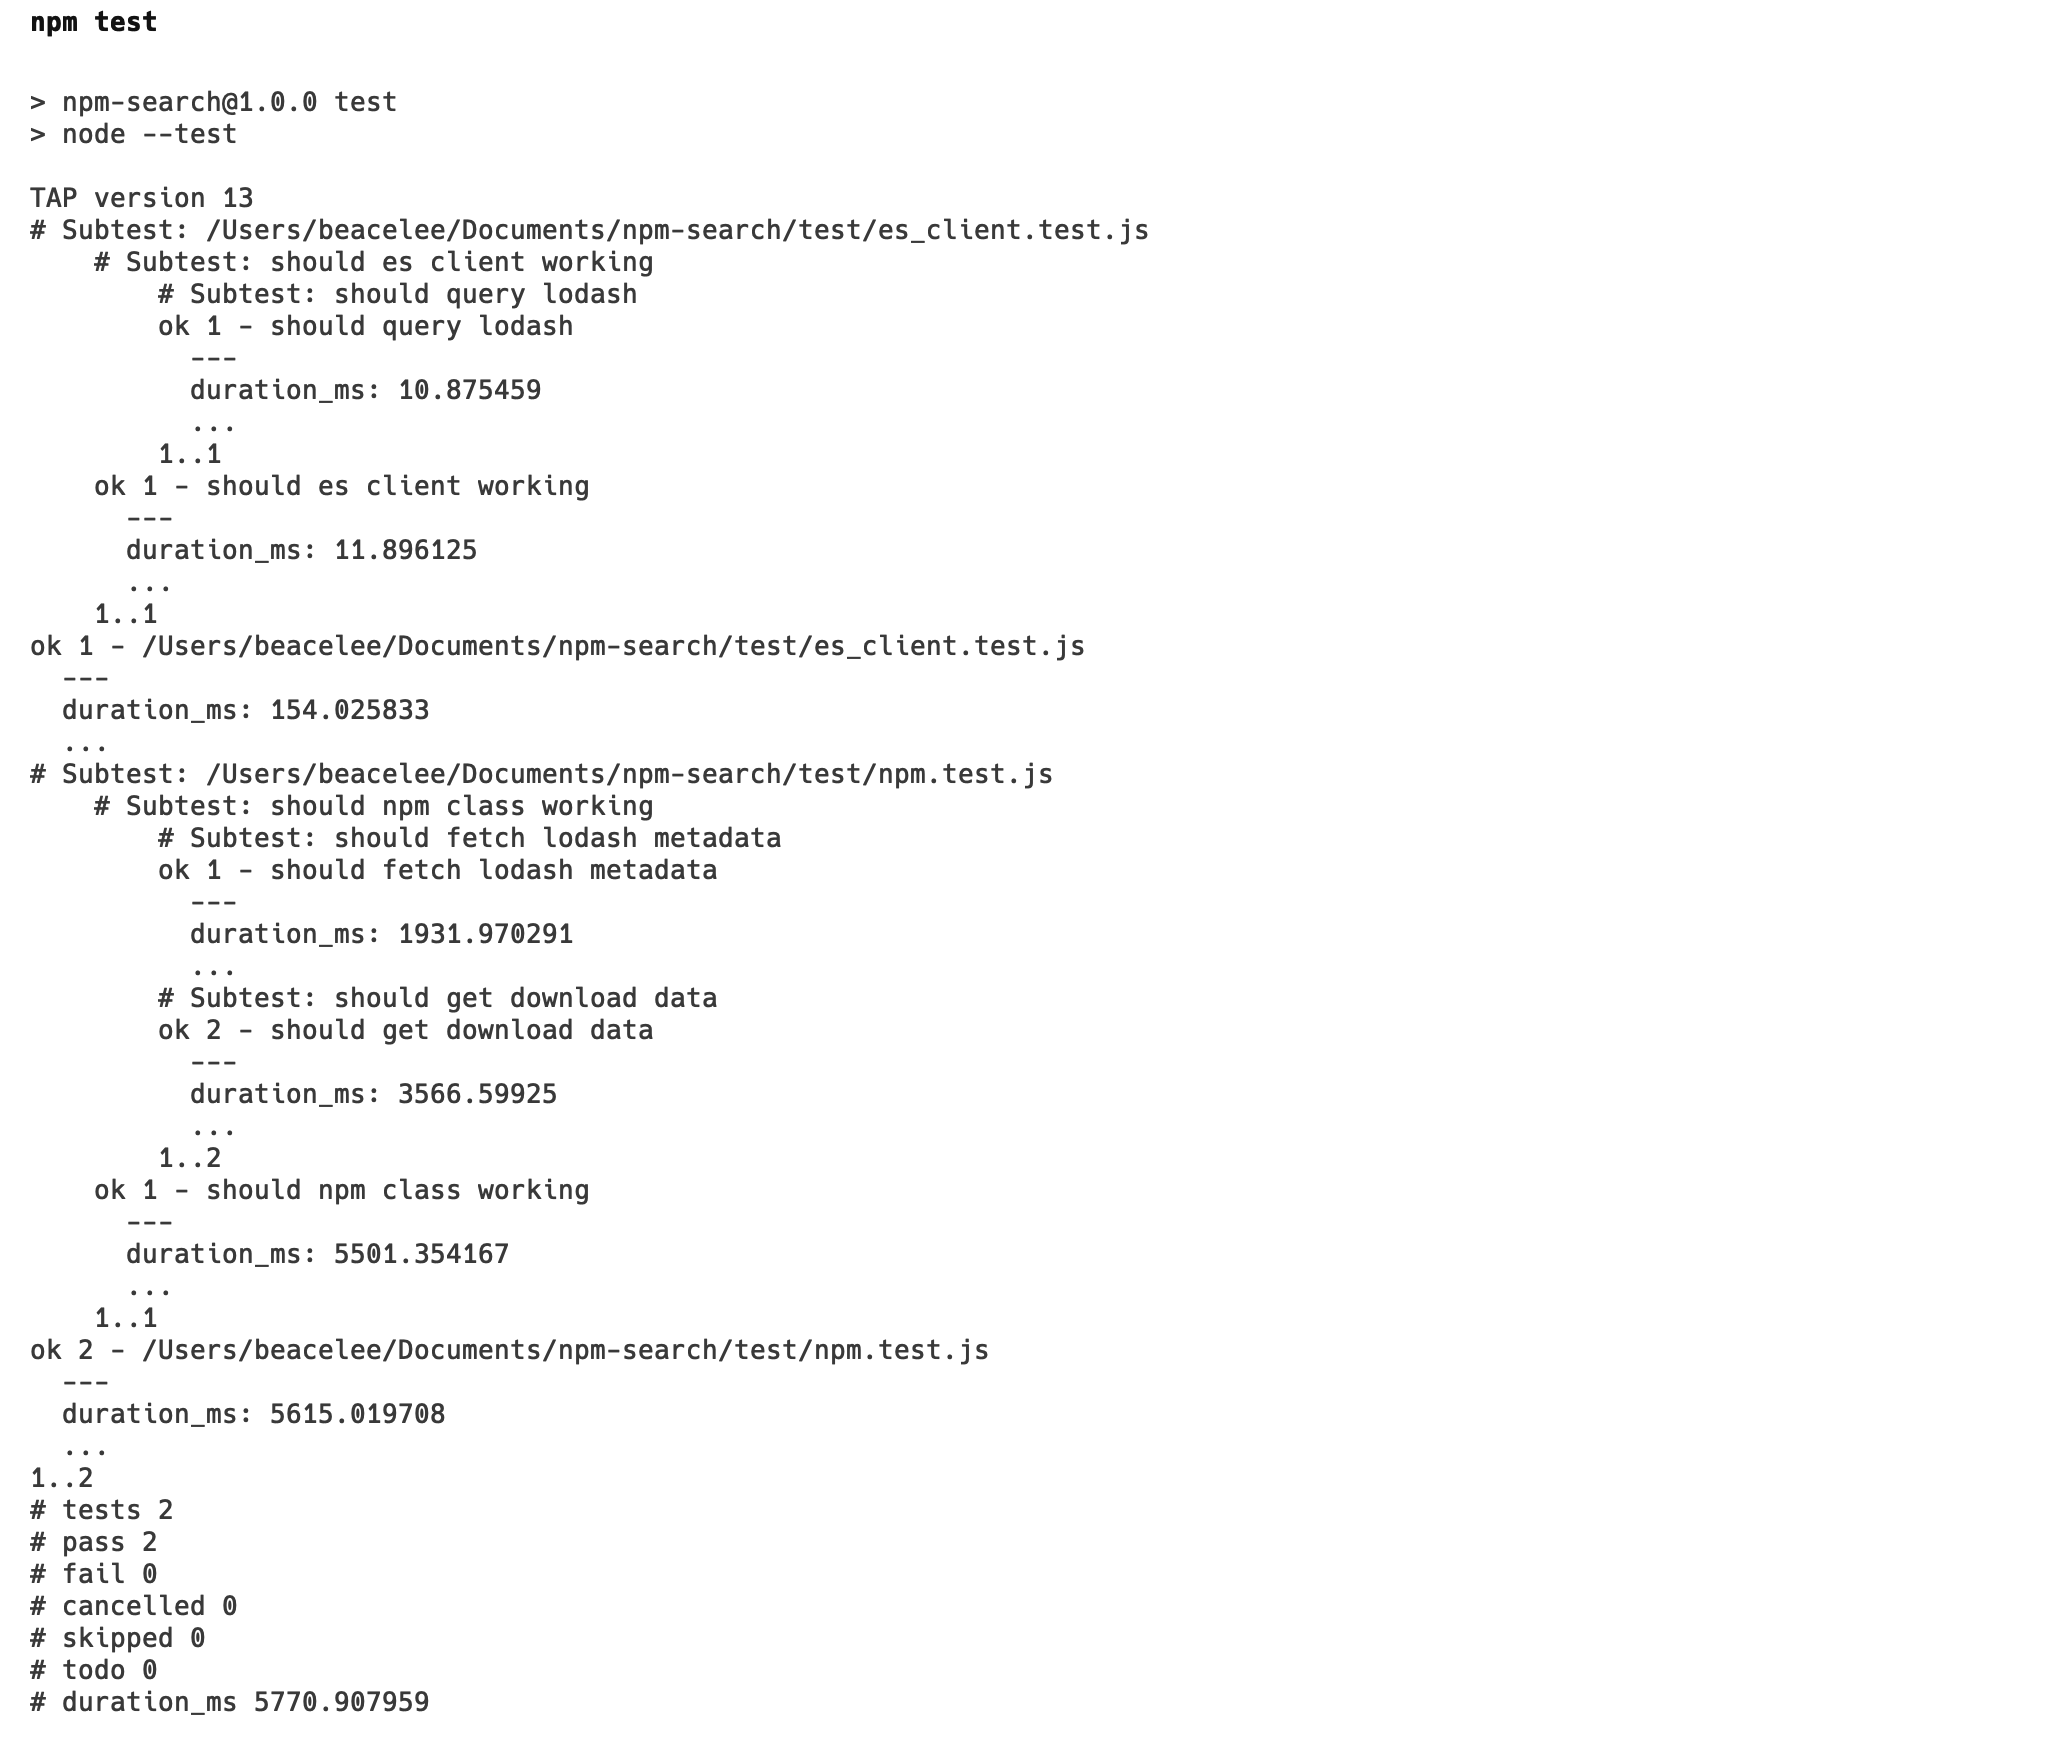 npm test
> npm-search@1.0.0 test
> node --test
TAP version 13
# Subtest: /Users/beacelee/Documents/npm-search/test/es_client.test.js
    # Subtest: should es client working
        # Subtest: should query lodash
        ok 1 - should query lodash
          ---
          duration_ms: 10.875459
          ...
        1..1
    ok 1 - should es client working
      ---
      duration_ms: 11.896125
      ...
    1..1
ok 1 - /Users/beacelee/Documents/npm-search/test/es_client.test.js
  ---
  duration_ms: 154.025833
  ...
# Subtest: /Users/beacelee/Documents/npm-search/test/npm.test.js
    # Subtest: should npm class working
        # Subtest: should fetch lodash metadata
        ok 1 - should fetch lodash metadata
          ---
          duration_ms: 1931.970291
          ...
        # Subtest: should get download data
        ok 2 - should get download data
          ---
          duration_ms: 3566.59925
          ...
        1..2
    ok 1 - should npm class working
      ---
      duration_ms: 5501.354167
      ...
    1..1
ok 2 - /Users/beacelee/Documents/npm-search/test/npm.test.js
  ---
  duration_ms: 5615.019708
  ...
1..2
# tests 2
# pass 2
# fail 0
# cancelled 0
# skipped 0
# todo 0
# duration_ms 5770.907959